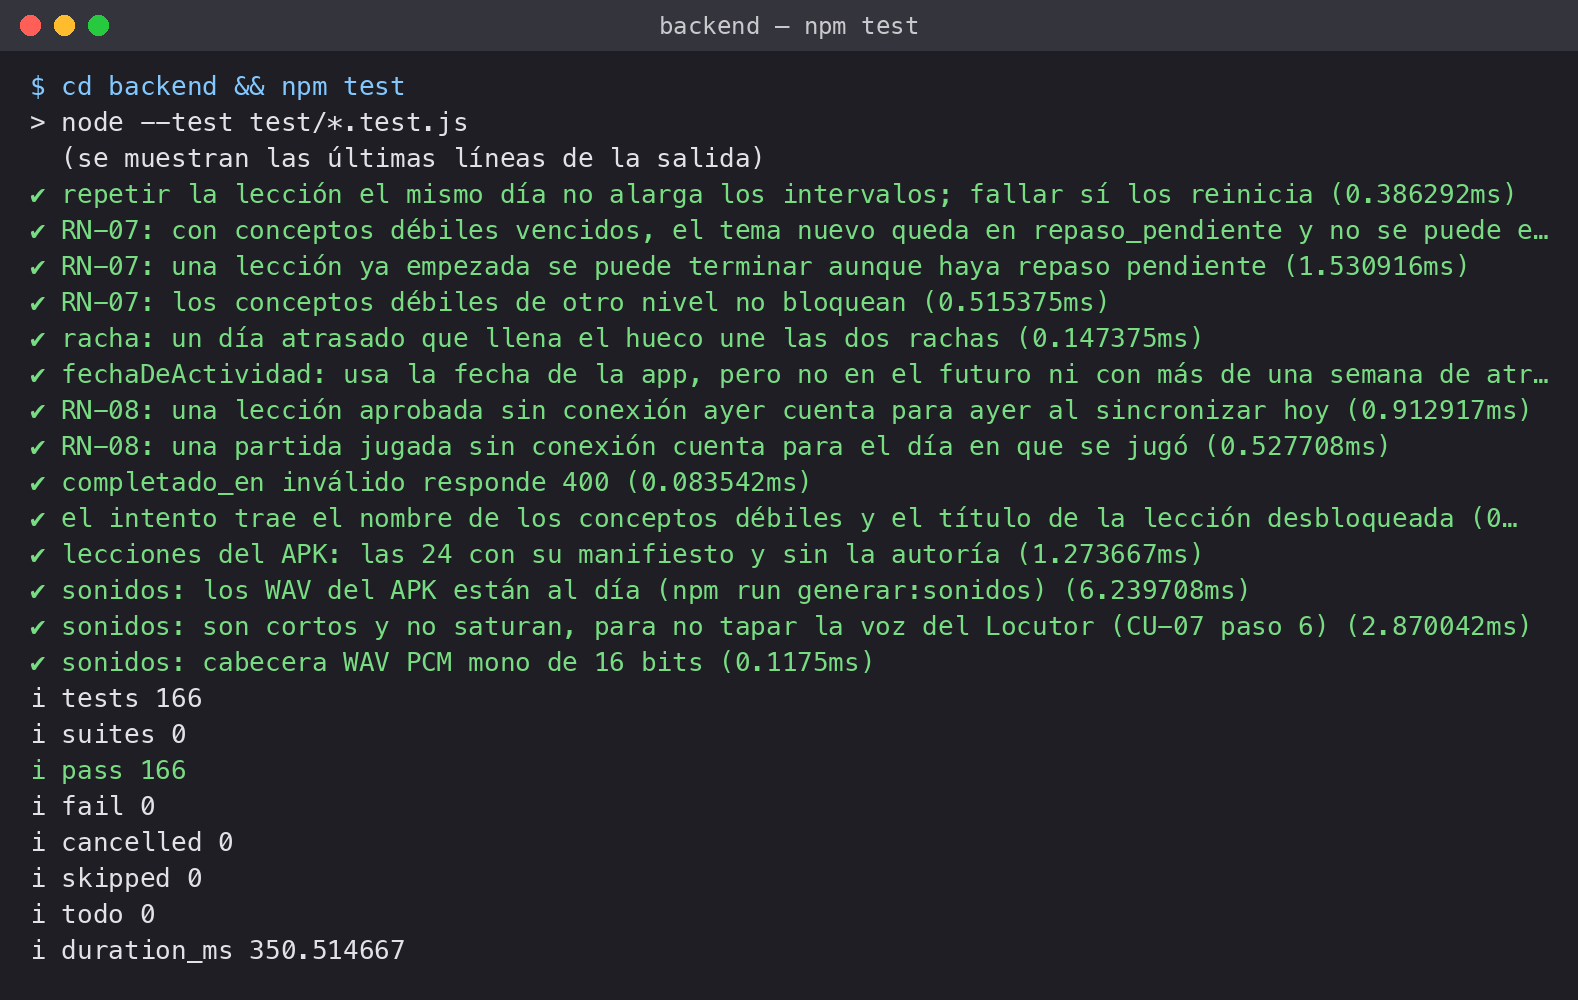 backend — npm test
$ cd backend && npm test
> node --test test/*.test.js
(se muestran las últimas líneas de la salida)
✔ repetir la lección el mismo día no alarga los intervalos; fallar sí los reinicia (0.386292ms)
✔ RN-07: con conceptos débiles vencidos, el tema nuevo queda en repaso_pendiente y no se puede e…
✔ RN-07: una lección ya empezada se puede terminar aunque haya repaso pendiente (1.530916ms)
✔ RN-07: los conceptos débiles de otro nivel no bloquean (0.515375ms)
✔ racha: un día atrasado que llena el hueco une las dos rachas (0.147375ms)
✔ fechaDeActividad: usa la fecha de la app, pero no en el futuro ni con más de una semana de atr…
✔ RN-08: una lección aprobada sin conexión ayer cuenta para ayer al sincronizar hoy (0.912917ms)
✔ RN-08: una partida jugada sin conexión cuenta para el día en que se jugó (0.527708ms)
✔ completado_en inválido responde 400 (0.083542ms)
✔ el intento trae el nombre de los conceptos débiles y el título de la lección desbloqueada (0…
✔ lecciones del APK: las 24 con su manifiesto y sin la autoría (1.273667ms)
✔ sonidos: los WAV del APK están al día (npm run generar:sonidos) (6.239708ms)
✔ sonidos: son cortos y no saturan, para no tapar la voz del Locutor (CU-07 paso 6) (2.870042ms)
✔ sonidos: cabecera WAV PCM mono de 16 bits (0.1175ms)
i tests 166
i suites 0
i pass 166
i fail 0
i cancelled 0
i skipped 0
i todo 0
i duration_ms 350.514667